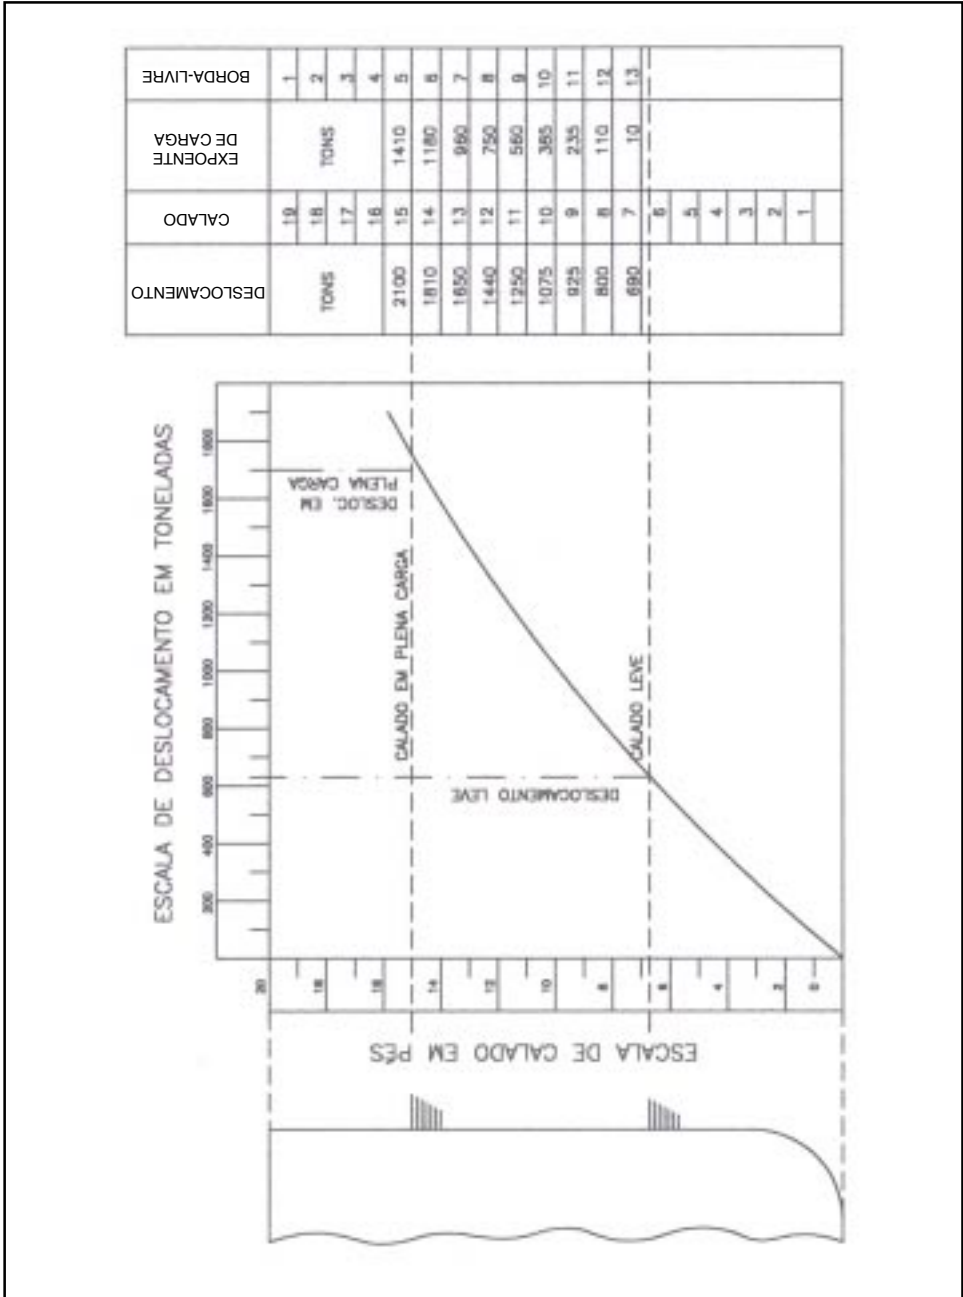 BORDA-LIVRE 1 2 3 4 5 6 7 8 9 10 11 12 13
EXPOENTE
DE CARGA
TONS 1410 1180 960 750 560 385 235 110 10
CALADO 19 18 17 16 15 14 13 12 11 10 9 8 7 6 5 4 3 2 1
DESLOCAMENTO TONS 2100 1810 1650 1440 1250 1075 925 800 690
ESCALA DE DESLOCAMENTO EM TONELADAS
200 400 600 800 1000 1200 1400 1600 1800
DESLOC. EM
PLENA CARGA
CALADO EM PLENA CARGA
CALADO LEVE
DESLOCAMENTO LEVE
20 18 16 14 12 10 8 6 4 2 0
ESCALA DE CALADO EM PÉS